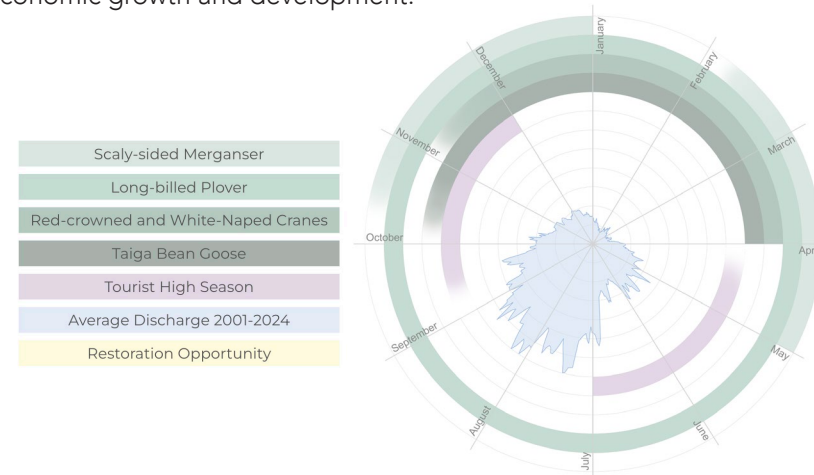 conomic growth and development.
Scaly-sided Merganser
Long-billed Plover
Red-crowned and White-Naped Cranes
Taiga Bean Goose
Tourist High Season
Average Discharge 2001-2024
Restoration Opportunity
January
February
March
Apr
May
June
July
August
September
October
November
December